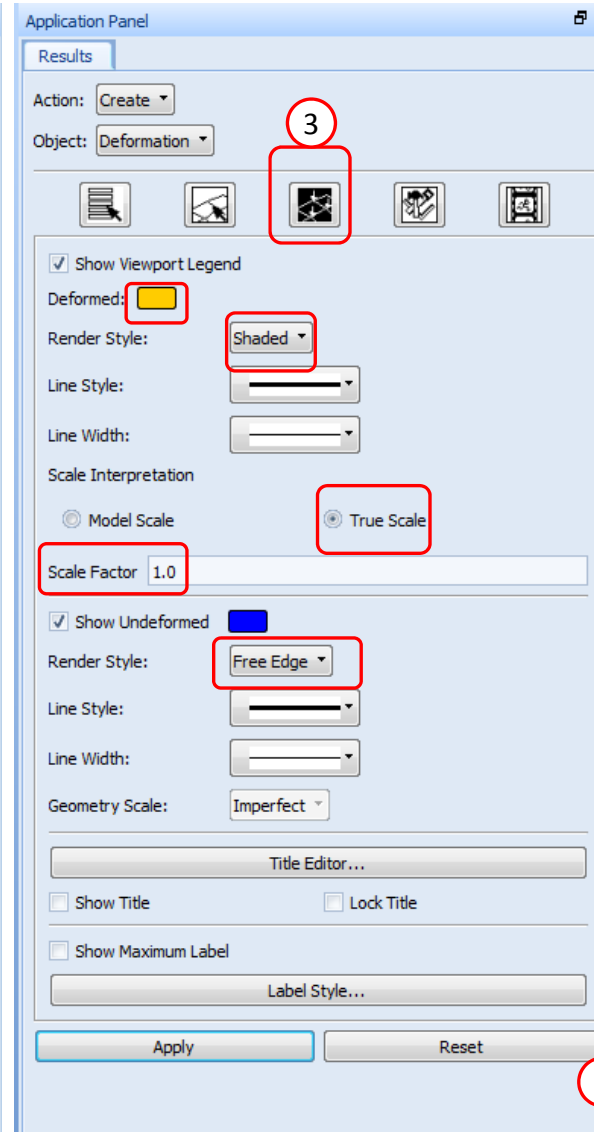 Application Panel
Results
Action: Create
3
Object: Deformation
Show Viewport Legend
Deformed:
Render Style: Shaded
Line Style:
Line Width:
Scale Interpretation
Model Scale True Scale
Scale Factor 1.0
Show Undeformed
Render Style: Free Edge
Line Style:
Line Width:
Geometry Scale: Imperfect
Title Editor...
Show Title Lock Title
Show Maximum Label
Label Style...
Apply Reset